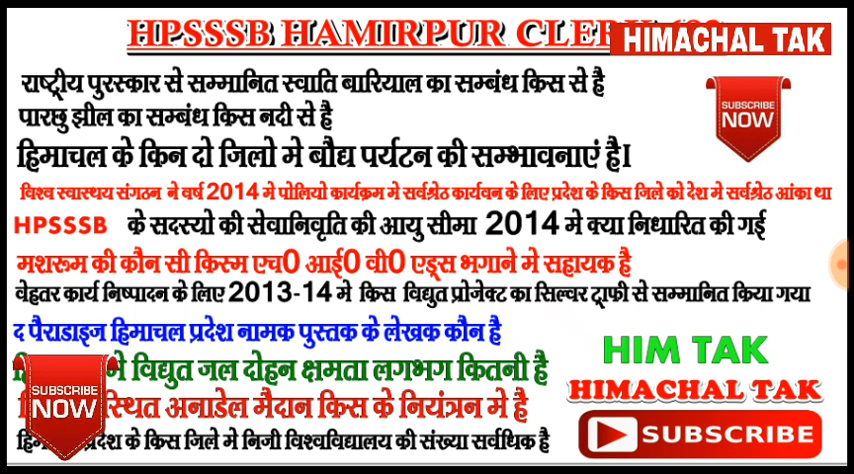 HPSSSB HAMIRPUR
HIMACHAL TAK
राष्ट्रीय पुरस्कार से सम्मानित स्वाति बारियाल का सम्बंध किस से है
SUBSCRIBE
NOW
पारछु झील का सम्बंध किस नदी से है
हिमाचल के किन दो जिलो मे बौद्य पर्यटन की सम्भावनाएं है।
विश्व स्वास्थय संगठन ने वर्ष 2014 मे पोलियो कार्यक्रम मे सर्वश्रेठ कार्यवन के लिए प्रदेश के किस जिले को देश मे सर्वश्रेठ आंका था
HPSSSB के सदस्यो की सेवानिवृति की आयु सीमा 2014 मे क्या निधारित की गई
मशरूम की कौन सी किस्म एच0 आई0 वी0 एड्स भगाने मे सहायक है
वेहतर कार्य निष्पादन के लिए 2013-14 मे किस विद्युत प्रोजेक्ट का सिल्वर ट्राफी से सम्मानित किया गया
द पैराडाइज हिमाचल प्रदेश नामक पुस्तक के लेखक कौन है
HIM TAK
मे विद्युत जल दोहन क्षमता लगभग कितनी है
HIMACHAL TAK
SUBSCRIBE
NOW
स्थित अनाडेल मैदान किस के नियंत्रन मे है
SUBSCRIBE
के किस जिले मे निजी विश्वविद्यालय की संख्या सर्वधिक है